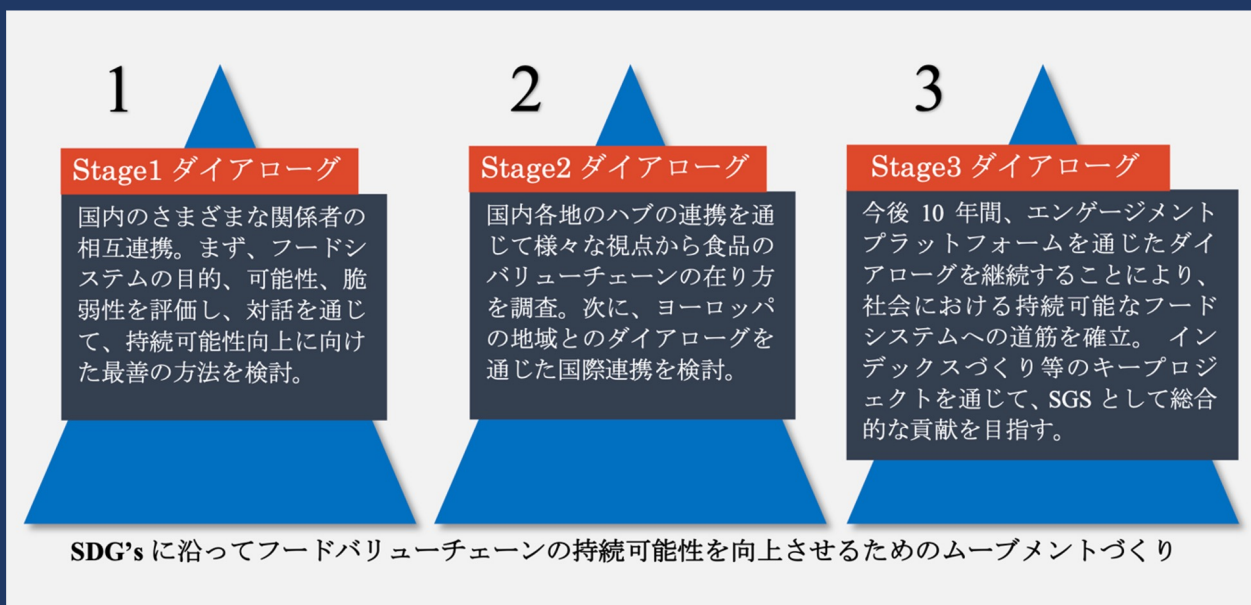 1
Stage1 ダイアローグ
国内のさまざまな関係者の
相互連携。まず、フードシ
ステムの目的、可能性、脆
弱性を評価し、対話を通じ
て、持続可能性向上に向け
た最善の方法を検討。
2
Stage2 ダイアローグ
国内各地のハブの連携を通
じて様々な視点から食品の
バリューチェーンの在り方
を調査。次に、ヨーロッパ
の地域とのダイアローグを
通じた国際連携を検討。
3
Stage3 ダイアローグ
今後 10 年間、エンゲージメント
プラットフォームを通じたダイ
アローグを継続することにより、
社会における持続可能なフード
システムへの道筋を確立。 イン
デックスづくり等のキープロジ
ェクトを通じて、SGS として総合
的な貢献を目指す。
SDG’s に沿ってフードバリューチェーンの持続可能性を向上させるためのムーブメントづくり